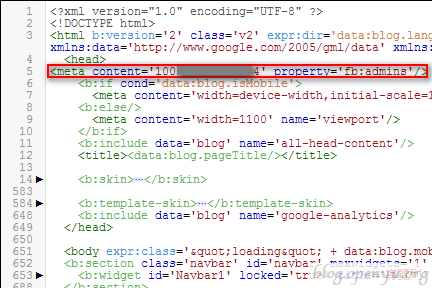 1 <?xml version="1.0" encoding="UTF-8" ?>
2 <!DOCTYPE html>
3 <html b:version='2' class='v2' expr:dir='data:blog.lang
xmlns:data='http://www.google.com/2005/gml/data' xmlns:
4 <head>
5 <meta content='100 4' property='fb:admins'/>
6 <b:if cond='data:blog.isMobile'>
7 <meta content='width=device-width,initial-scale=1
8 <b:else/>
9 <meta content='width=1100' name='viewport'/>
10 </b:if>
11 <b:include data='blog' name='all-head-content'/>
12 <title><data:blog.pageTitle/></title>
13
14 <b:skin>⋯</b:skin>
583
584 <b:template-skin>⋯</b:template-skin>
648 <b:include data='blog' name='google-analytics'/>
649 </head>
650
651 <body expr:class='&quot;loading&quot; + data:blog.mob
652 <b:section class='navbar' id='navbar' maxwidgets='1'
653 <b:widget id='Navbar1' locked='tr
</b:section>